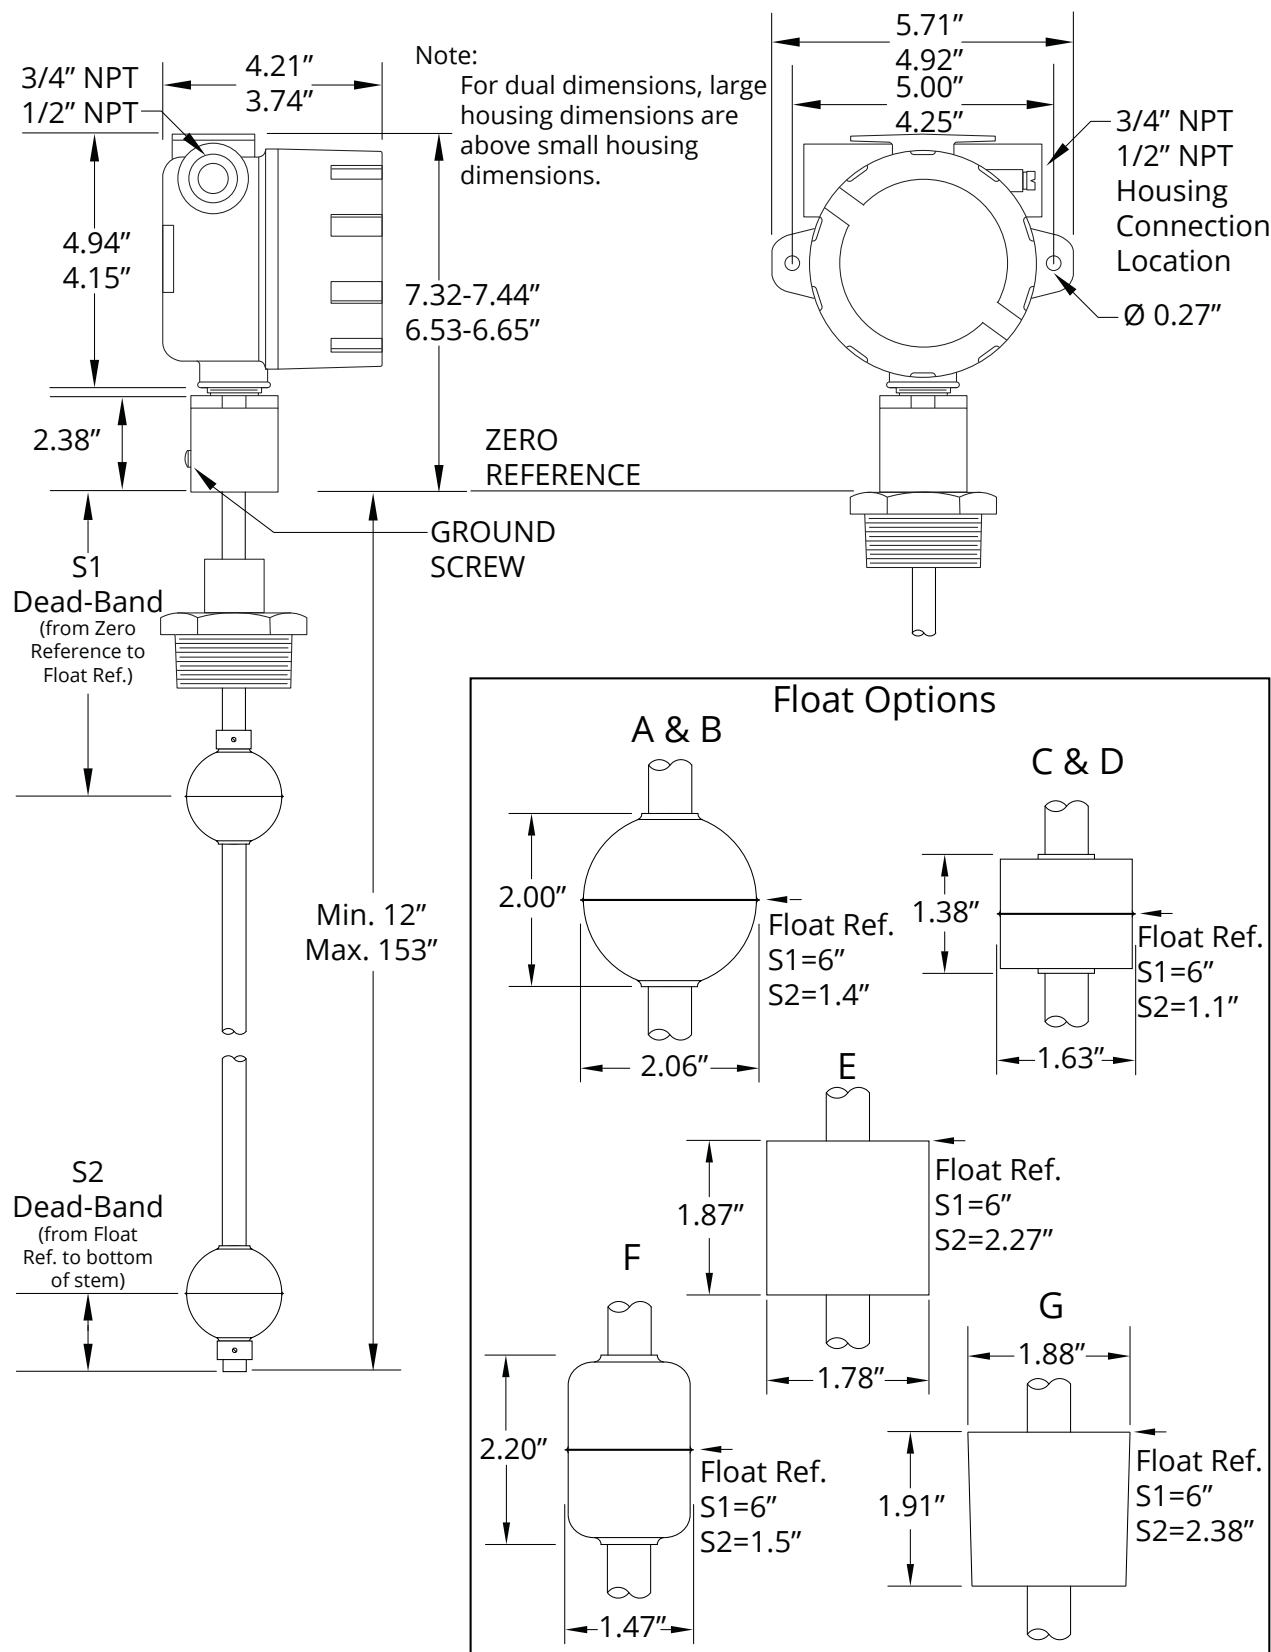 3/4” NPT
1/2” NPT
4.21”
3.74”
Note:
For dual dimensions, large
housing dimensions are
above small housing
dimensions.
5.71”
4.92”
5.00”
4.25”
3/4” NPT
1/2” NPT
Housing
Connection
Location
Ø 0.27”
4.94”
4.15”
7.32-7.44”
6.53-6.65”
2.38”
ZERO
REFERENCE
GROUND
SCREW
S1
Dead-Band
(from Zero
Reference to
Float Ref.)
Min. 12”
Max. 153”
S2
Dead-Band
(from Float
Ref. to bottom
of stem)
Float Options
A & B
2.00”
Float Ref.
S1=6”
S2=1.4”
2.06”
C & D
1.38”
Float Ref.
S1=6”
S2=1.1”
1.63”
E
1.87”
Float Ref.
S1=6”
S2=2.27”
1.78”
F
2.20”
Float Ref.
S1=6”
S2=1.5”
1.47”
G
1.88”
1.91”
Float Ref.
S1=6”
S2=2.38”